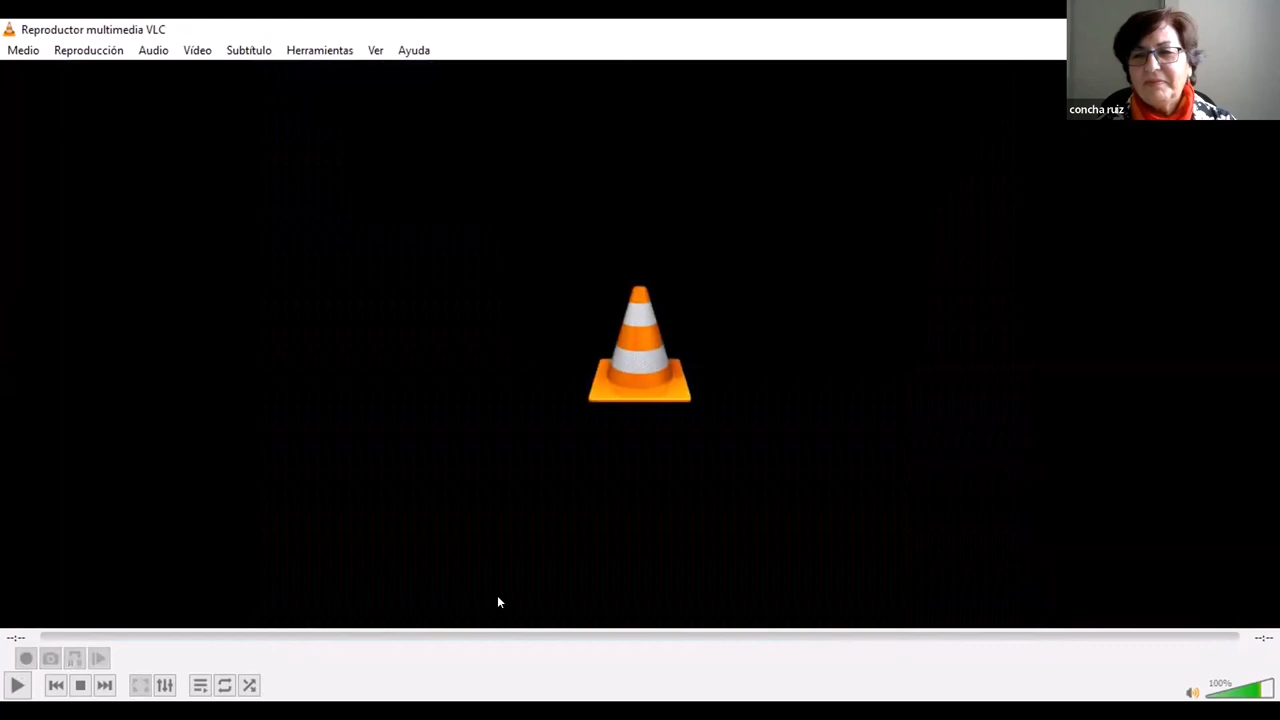 Reproductor multimedia VLC
Medio Reproducción Audio Vídeo Subtítulo Herramientas Ver Ayuda
concha ruiz
--:-- --:--
100%